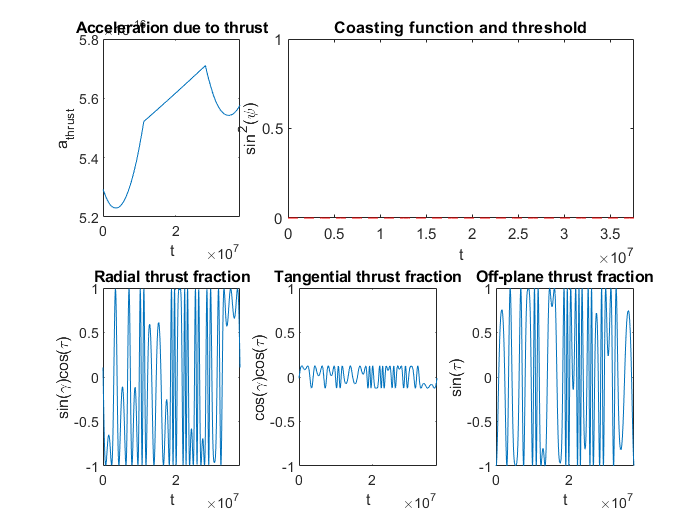 Acceleration due to thrust
5.8
5.6
5.4
5.2
a_thrust
0
2
t
×10^7
Coasting function and threshold
1
0.5
0
sin^2(ψ)
0
0.5
1
1.5
2
2.5
3
3.5
t
×10^7
Radial thrust fraction
1
0.5
0
-0.5
-1
sin(γ)cos(τ)
0
2
t
×10^7
Tangential thrust fraction
1
0.5
0
-0.5
-1
cos(γ)cos(τ)
0
2
t
×10^7
Off-plane thrust fraction
1
0.5
0
-0.5
-1
sin(τ)
0
2
t
×10^7